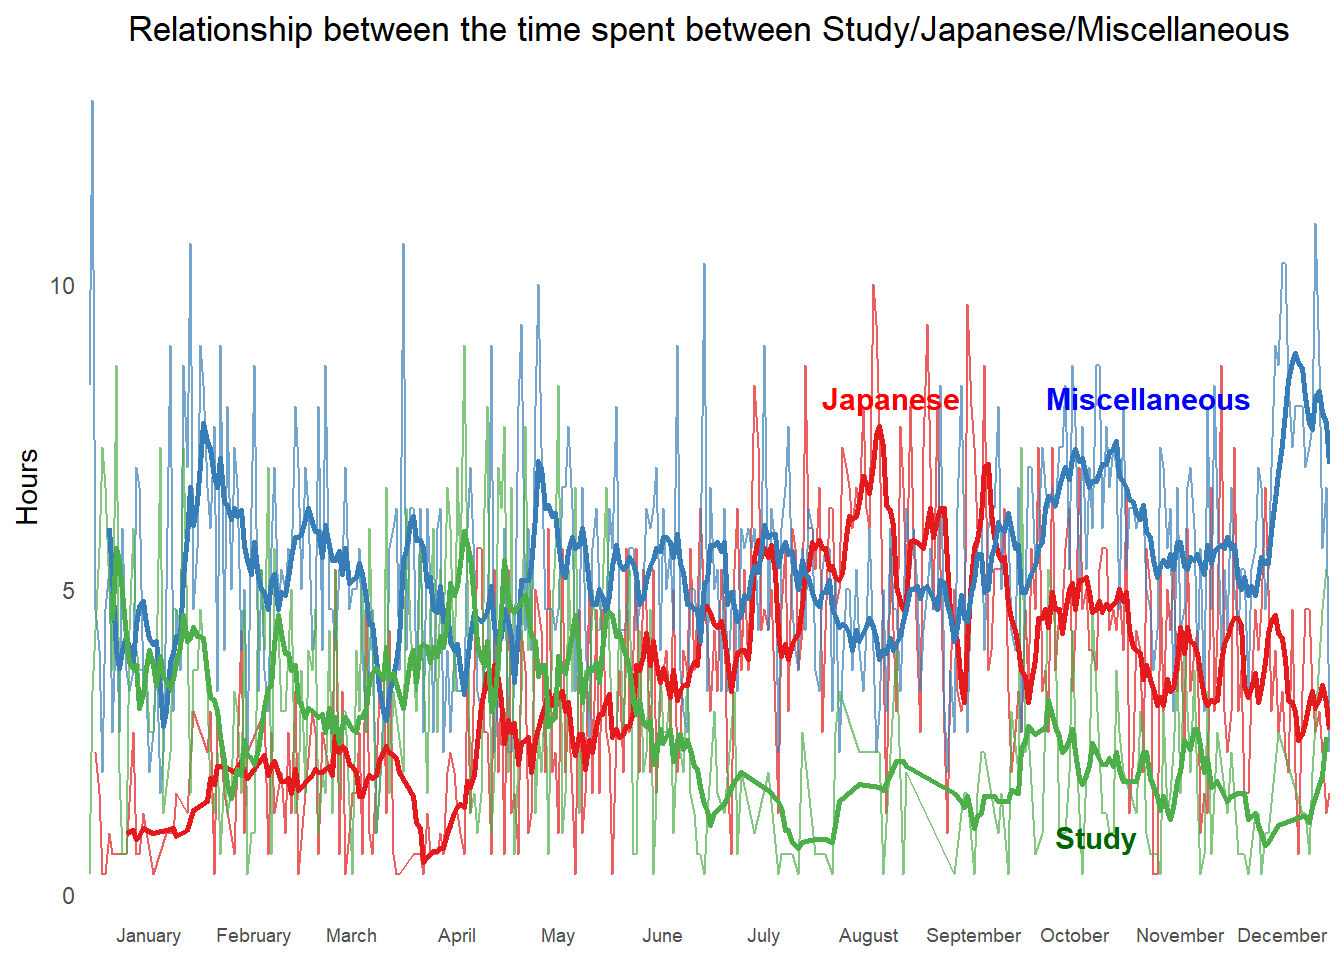 Relationship between the time spent between Study/Japanese/Miscellaneous
Hours
10
5
0
Japanese
Miscellaneous
Study
January February March April May June July August September October November December